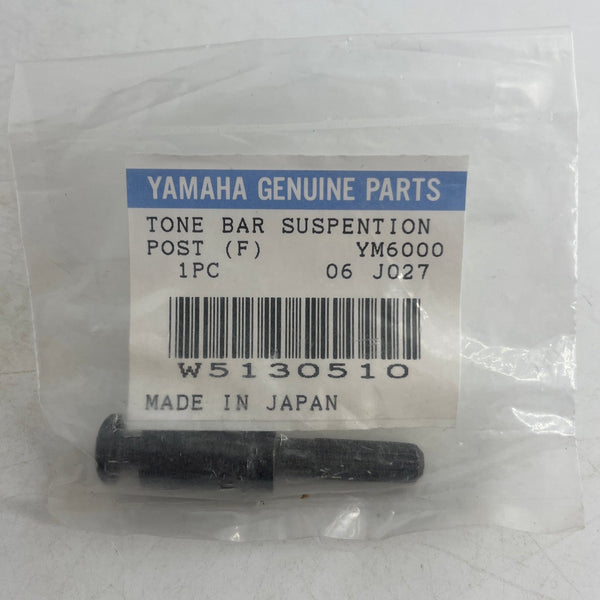 YAMAHA GENUINE PARTS
TONE BAR SUSPENTION
POST (F) YM6000
1PC 06 J027
W5130510
MADE IN JAPAN